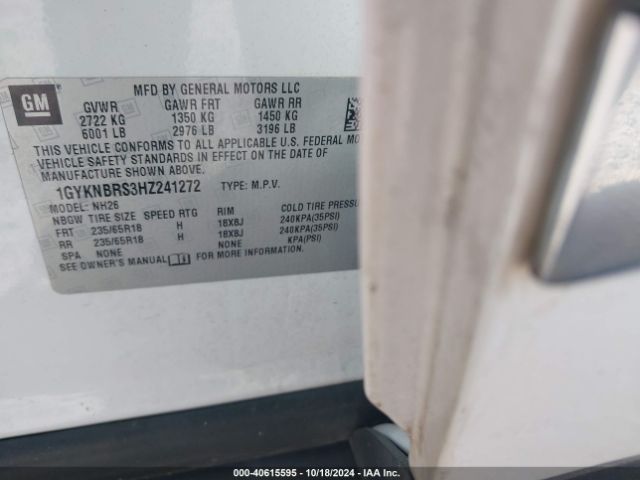 GM
MFD BY GENERAL MOTORS LLC
GVWR GAWR FRT GAWR RR
2722 KG 1350 KG 1450 KG
6001 LB 2976 LB 3196 LB
THIS VEHICLE CONFORMS TO ALL APPLICABLE U.S. FEDERAL
VEHICLE SAFETY STANDARDS IN EFFECT ON THE DATE OF
MANUFACTURE SHOWN ABOVE.
1GYKNBRS3HZ241272 TYPE: M.P.V.
MODEL: NH26
NBGW TIRE SIZE SPEED RTG RIM COLD TIRE PRESSU
FRT 235/65R18 H 18X8J 240KPA(35PSI)
RR 235/65R18 H 18X8J 240KPA(35PSI)
SPA NONE NONE KPA(PSI)
SEE OWNER'S MANUAL FOR MORE INFORMATION.
000-40615595 - 10/18/2024 - IAA Inc.